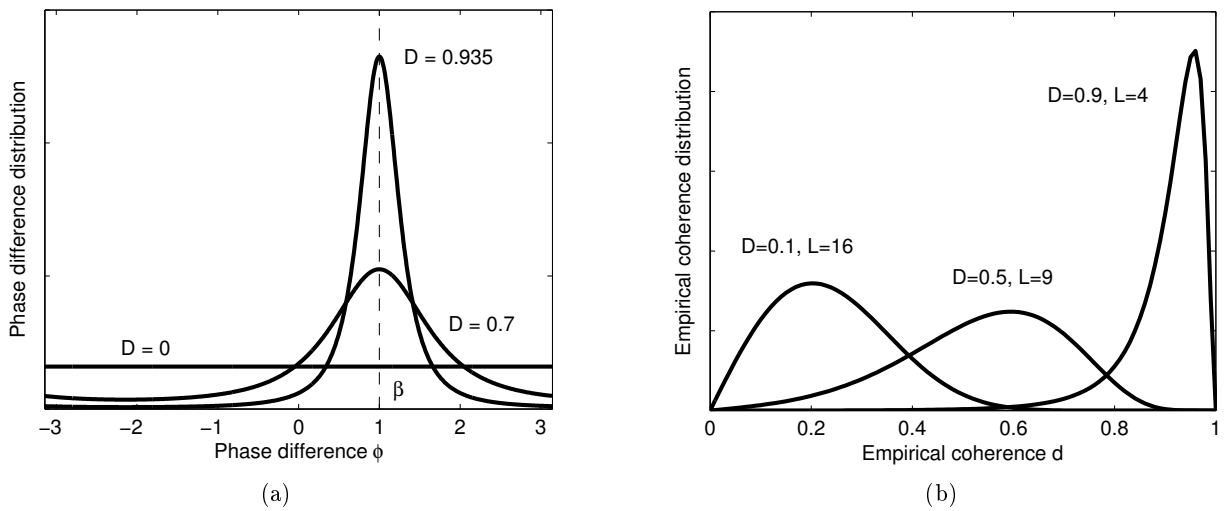 Phase difference distribution
D = 0.935
D = 0.7
D = 0
β
−3 −2 −1 0 1 2 3
Phase difference ϕ
(a)
Empirical coherence distribution
D=0.9, L=4
D=0.1, L=16
D=0.5, L=9
0 0.2 0.4 0.6 0.8 1
Empirical coherence d
(b)